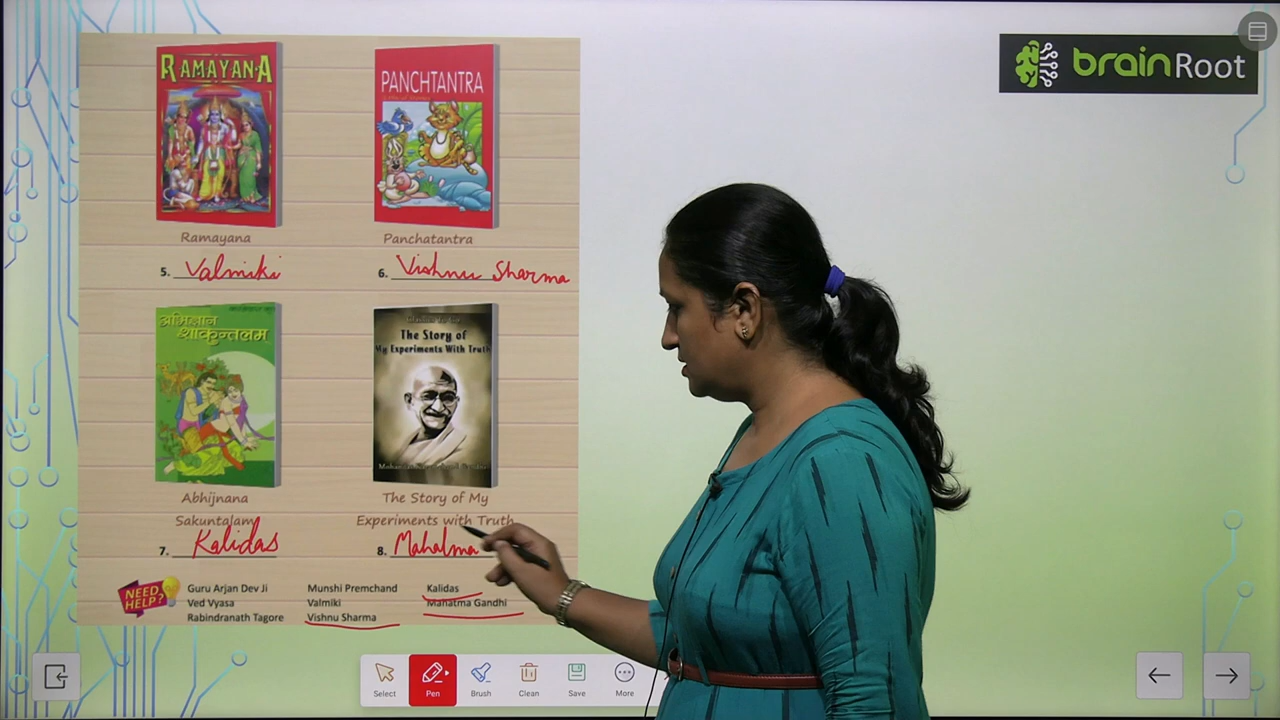 brainRoot
RAMAYANA
PANCHTANTRA
Ramayana
Panchatantra
5. Valmiki
6. Vishnu Sharma
अभिज्ञान
शाकुन्तलम
The Story of
My Experiments With Truth
Abhijnana
Sakuntalam
The Story of My
Experiments with Truth
7. Kalidas
8. Mahatma
NEED HELP?
Guru Arjan Dev Ji
Munshi Premchand
Kalidas
Ved Vyasa
Valmiki
Mahatma Gandhi
Rabindranath Tagore
Vishnu Sharma
Select
Pen
Brush
Clean
Save
More